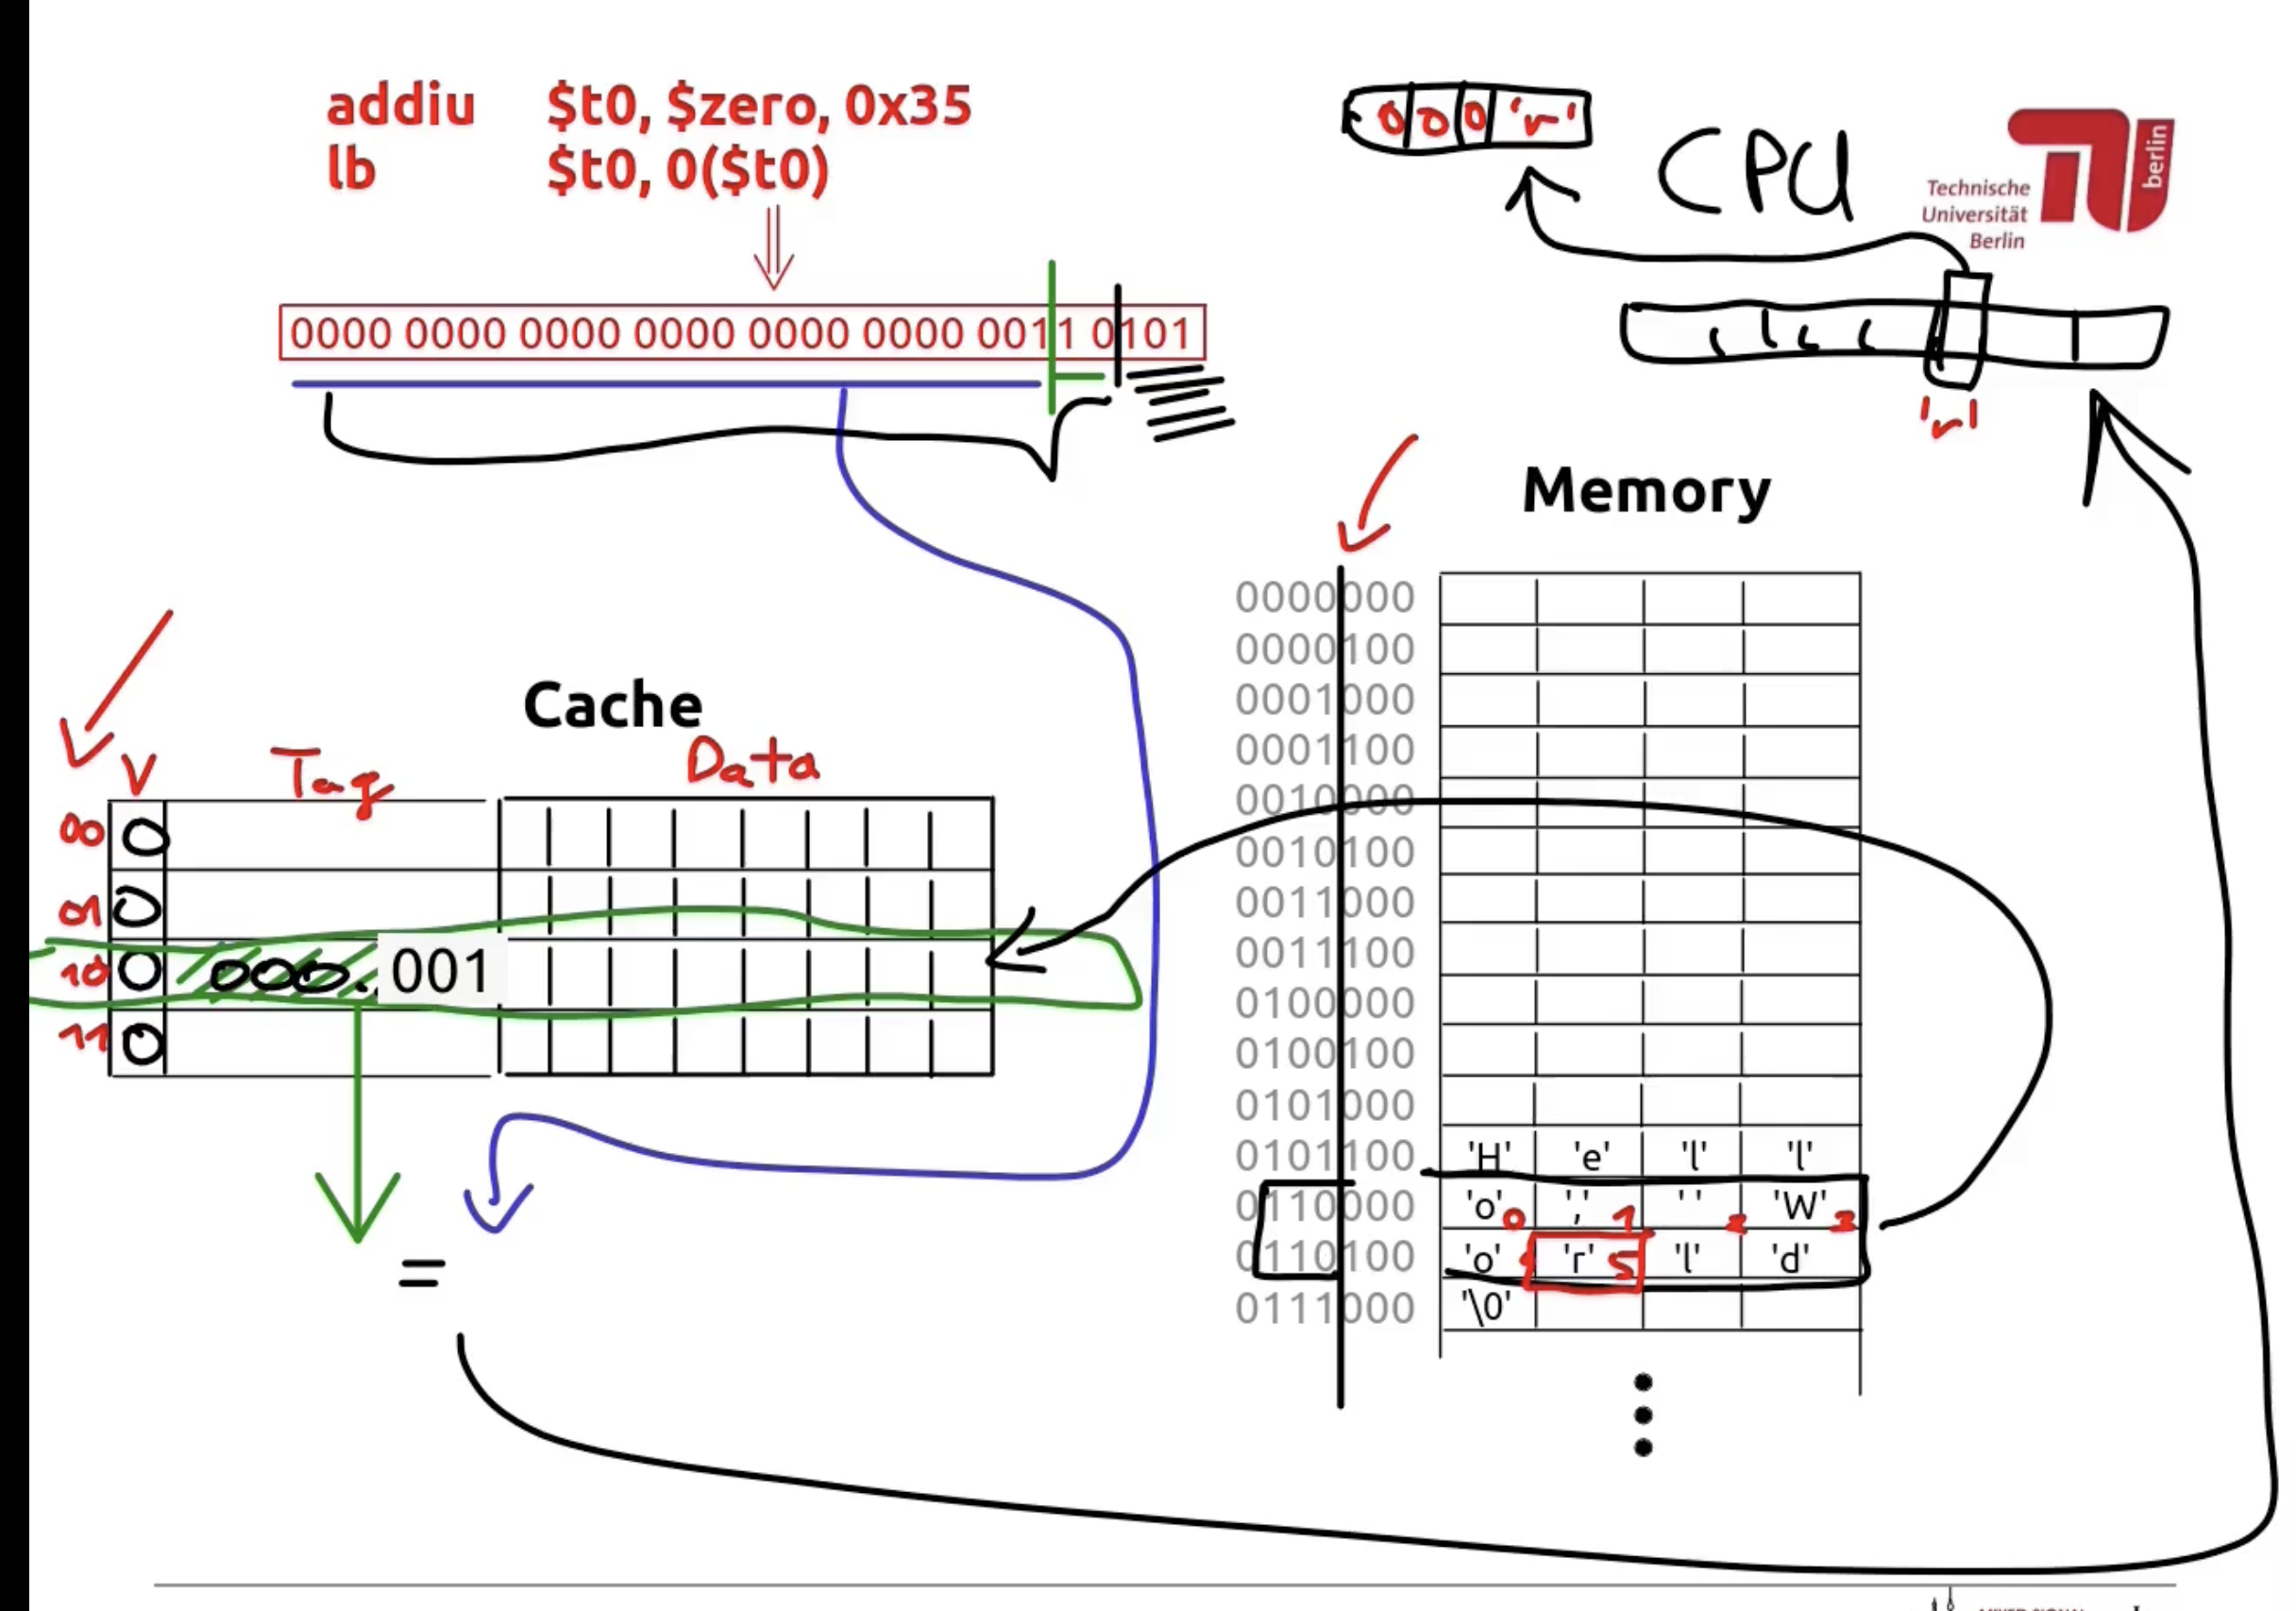 addiu $t0, $zero, 0x35
lb $t0, 0($t0)
0 0 0 'r'
CPU
Technische
Universität
Berlin
berlin
0000 0000 0000 0000 0000 0000 0011 0101
'r'
Memory
0000000
0000100
0001000
0001100
0010000
0010100
0011000
0011100
0100000
0100100
0101000
0101100 'H' 'e' 'l' 'l'
0110000 'o' 0 ',' 1 ' ' 2 'W' 3
0110100 'o' 'r' 5 'l' 'd'
0111000 '\0'
Cache
V Tag Data
00 0
01 0
10 0 000..001
11 0
=